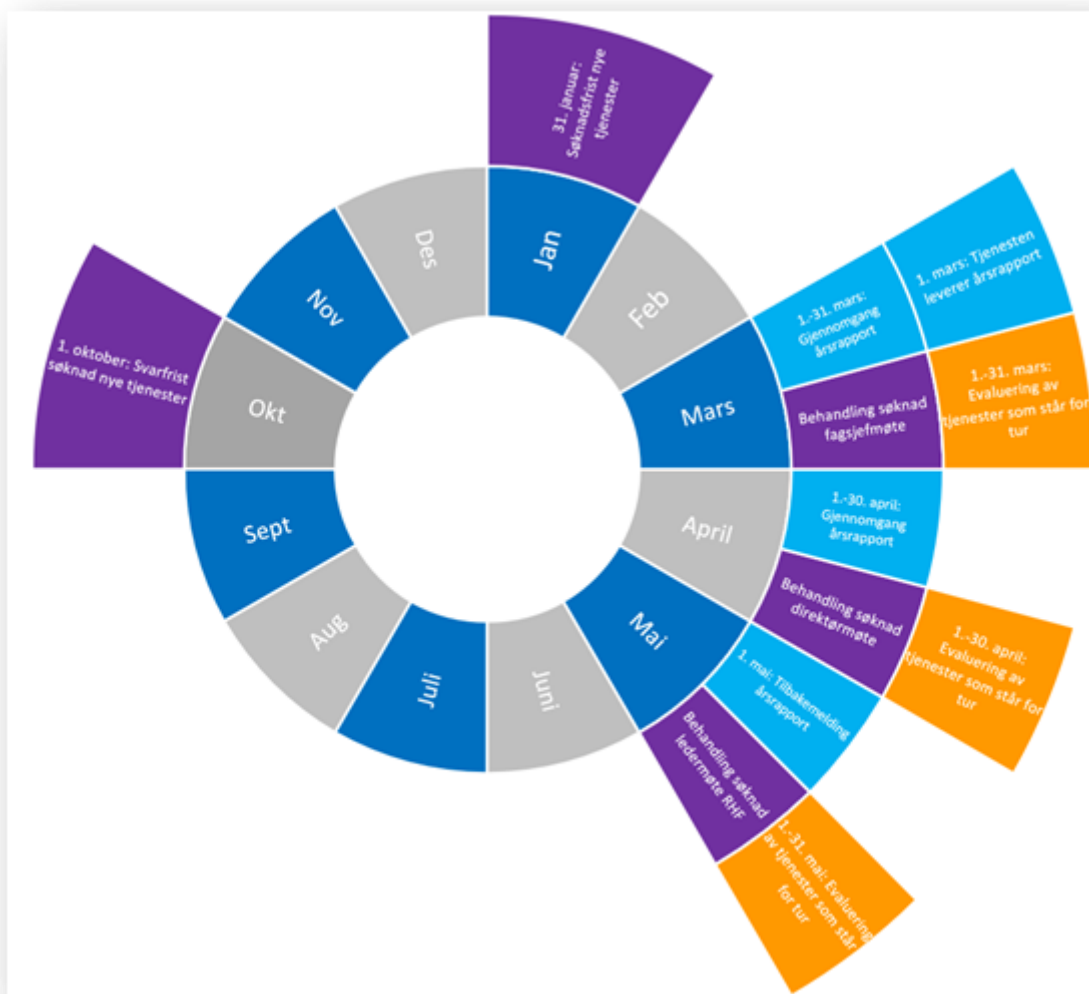 31. januar:
Søknadsfrist nye
tjenester
Jan
Feb
Mars
1.-31. mars:
Gjennomgang
årsrapport
1. mars: Tjenesten
leverer årsrapport
Behandling søknad
fagsjefmøte
1.-31. mars:
Evaluering av
tjenester som står for
tur
April
1.-30. april:
Gjennomgang
årsrapport
Behandling søknad
direktørmøte
1.-30. april:
Evaluering av
tjenester som står for
tur
Mai
1. mai: Tilbakemelding
årsrapport
Behandling søknad
ledermøte RHF
1.-31. mai: Evaluering
av tjenester som står
for tur
Juni
Juli
Aug
Sept
Okt
1. oktober: Svarfrist
søknad nye tjenester
Nov
Des